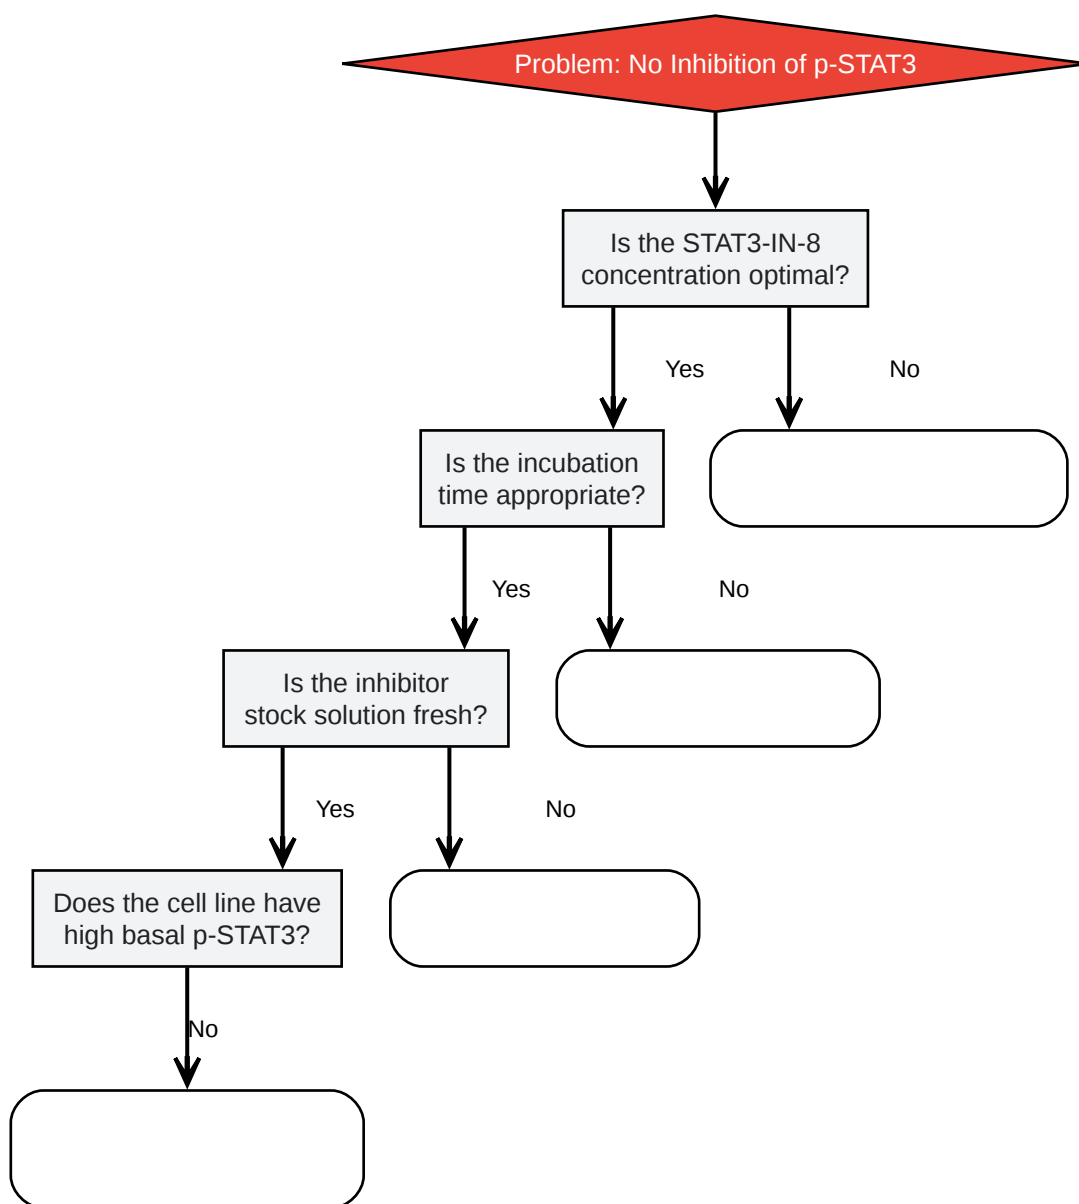 Problem: No Inhibition of p-STAT3
Is the STAT3-IN-8
concentration optimal?
Yes
No
Is the incubation
time appropriate?
Yes
No
Is the inhibitor
stock solution fresh?
Yes
No
Does the cell line have
high basal p-STAT3?
No